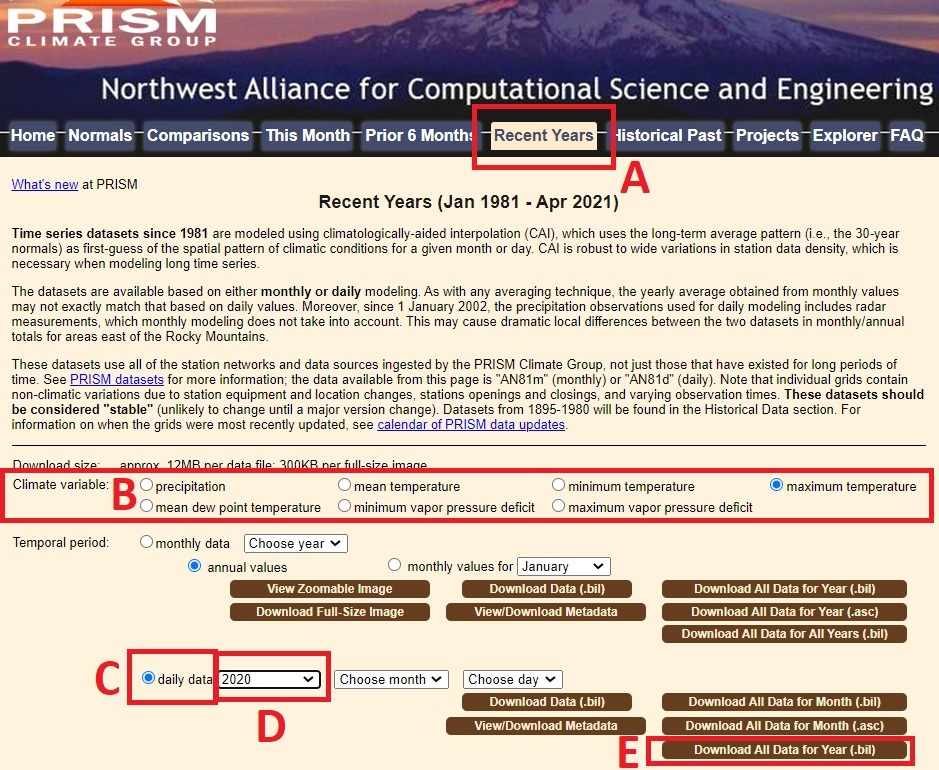 PRISM
CLIMATE GROUP
Northwest Alliance for Computational Science and Engineering
Home Normals Comparisons This Month Prior 6 Months Recent Years Historical Past Projects Explorer FAQ
A
What's new at PRISM
Recent Years (Jan 1981 - Apr 2021)
Time series datasets since 1981 are modeled using climatologically-aided interpolation (CAI), which uses the long-term average pattern (i.e., the 30-year
normals) as first-guess of the spatial pattern of climatic conditions for a given month or day. CAI is robust to wide variations in station data density, which is
necessary when modeling long time series.
The datasets are available based on either monthly or daily modeling. As with any averaging technique, the yearly average obtained from monthly values
may not exactly match that based on daily values. Moreover, since 1 January 2002, the precipitation observations used for daily modeling includes radar
measurements, which monthly modeling does not take into account. This may cause dramatic local differences between the two datasets in monthly/annual
totals for areas east of the Rocky Mountains.
These datasets use all of the station networks and data sources ingested by the PRISM Climate Group, not just those that have existed for long periods of
time. See PRISM datasets for more information; the data available from this page is "AN81m" (monthly) or "AN81d" (daily). Note that individual grids contain
non-climatic variations due to station equipment and location changes, stations openings and closings, and varying observation times. These datasets should
be considered "stable" (unlikely to change until a major version change). Datasets from 1895-1980 will be found in the Historical Data section. For
information on when the grids were most recently updated, see calendar of PRISM data updates.
Download size: approx. 12MB per data file; 300KB per full-size image
Climate variable: B precipitation mean temperature minimum temperature maximum temperature
mean dew point temperature minimum vapor pressure deficit maximum vapor pressure deficit
Temporal period: monthly data Choose year
annual values monthly values for January
View Zoomable Image Download Data (.bil) Download All Data for Year (.bil)
Download Full-Size Image View/Download Metadata Download All Data for Year (.asc)
Download All Data for All Years (.bil)
C daily data 2020 Choose month Choose day
Download Data (.bil) Download All Data for Month (.bil)
D View/Download Metadata Download All Data for Month (.asc)
E Download All Data for Year (.bil)